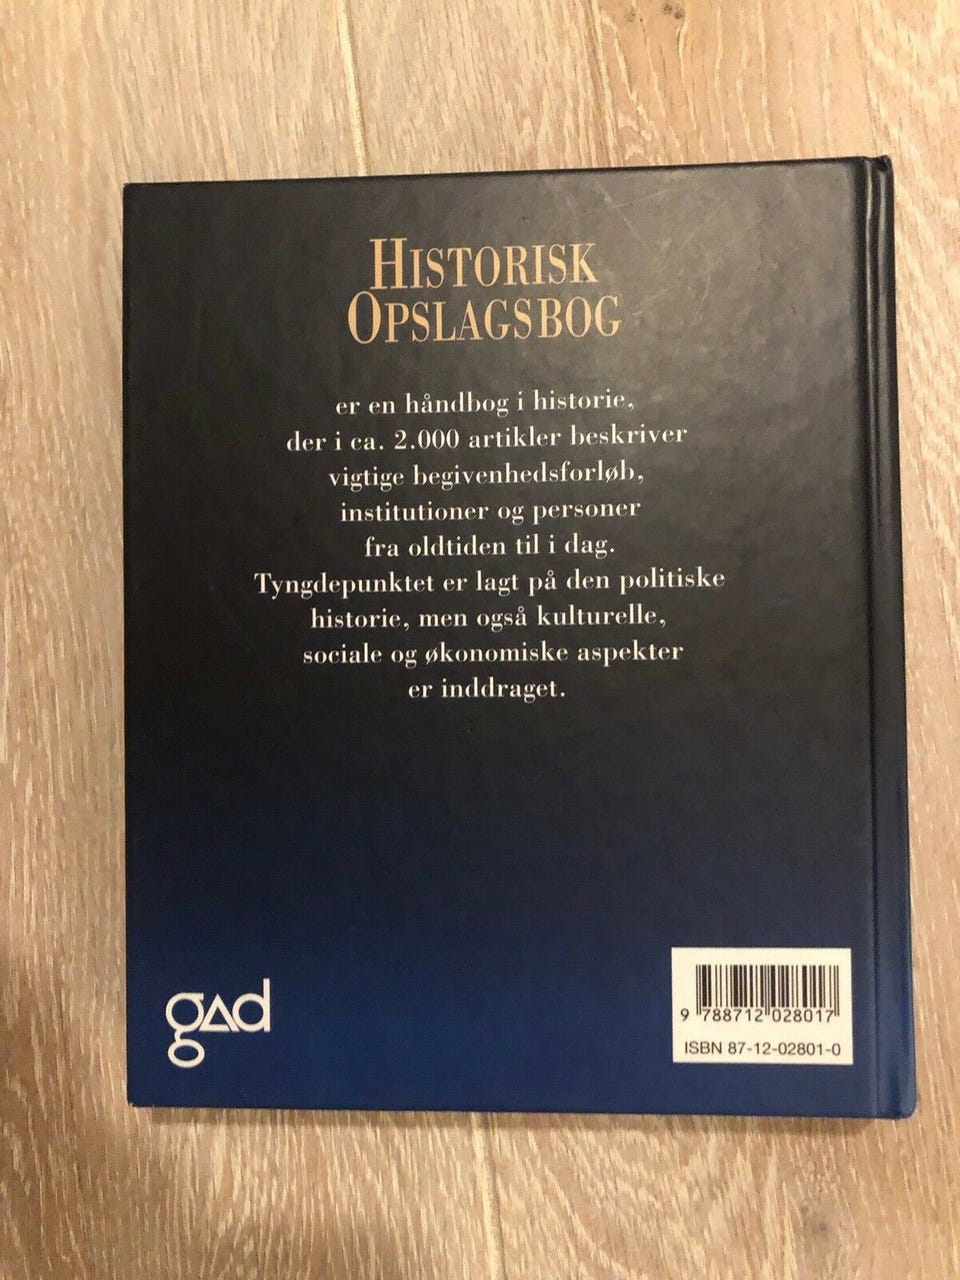 HISTORISK
OPSLAGSBOG
er en håndbog i historie,
der i ca. 2.000 artikler beskriver
vigtige begivenhedsforløb,
institutioner og personer
fra oldtiden til i dag.
Tyngdepunktet er lagt på den politiske
historie, men også kulturelle,
sociale og økonomiske aspekter
er inddraget.
gad
9 788712 028017
ISBN 87-12-02801-0